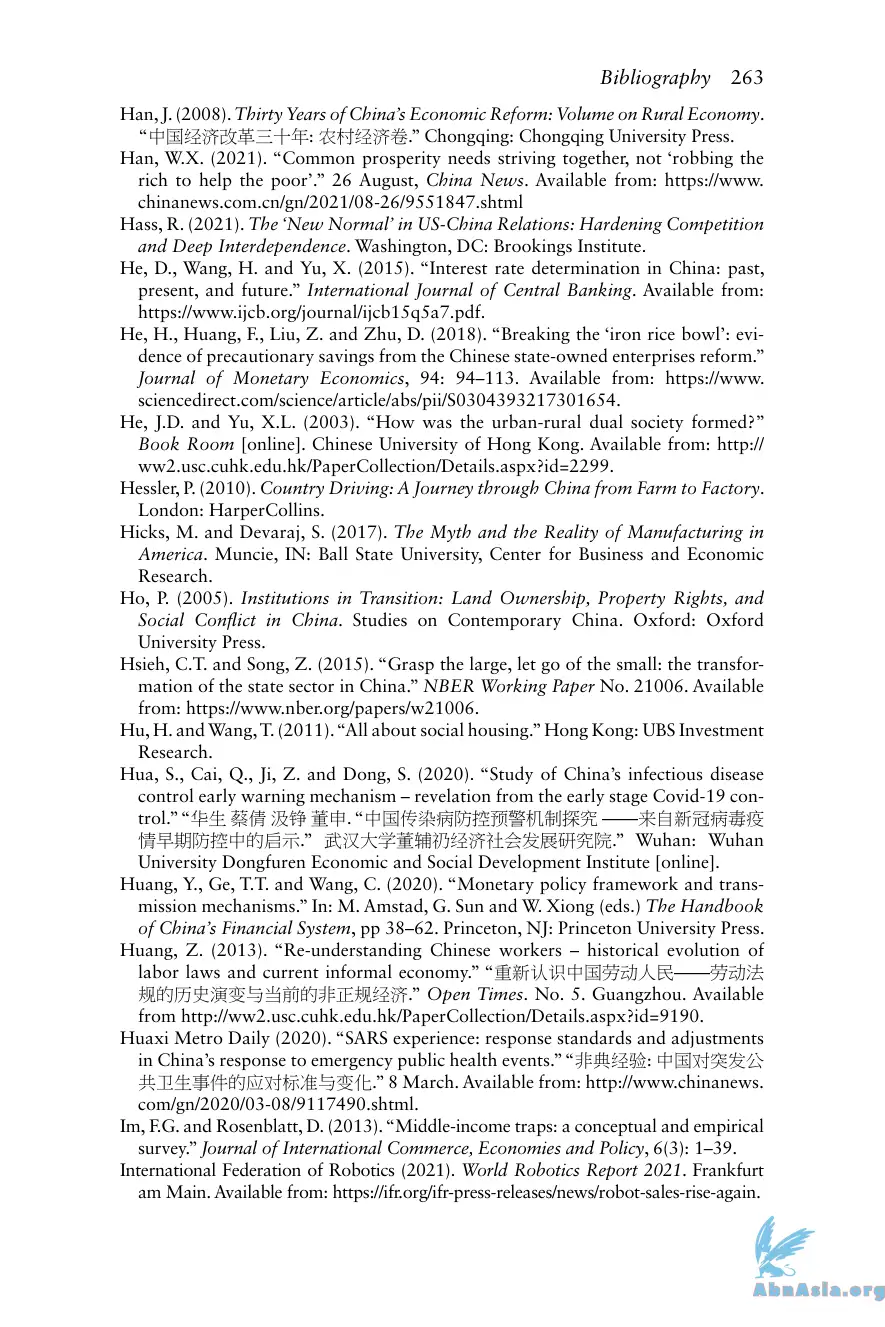 Bibliography 263
Han, J. (2008). Thirty Years of China’s Economic Reform: Volume on Rural Economy.
“中国经济改革三十年: 农村经济卷.” Chongqing: Chongqing University Press.
Han, W.X. (2021). “Common prosperity needs striving together, not ‘robbing the
rich to help the poor’.” 26 August, China News. Available from: https://www.
chinanews.com.cn/gn/2021/08-26/9551847.shtml
Hass, R. (2021). The ‘New Normal’ in US-China Relations: Hardening Competition
and Deep Interdependence. Washington, DC: Brookings Institute.
He, D., Wang, H. and Yu, X. (2015). “Interest rate determination in China: past,
present, and future.” International Journal of Central Banking. Available from:
https://www.ijcb.org/journal/ijcb15q5a7.pdf.
He, H., Huang, F., Liu, Z. and Zhu, D. (2018). “Breaking the ‘iron rice bowl’: evi-
dence of precautionary savings from the Chinese state-owned enterprises reform.”
Journal of Monetary Economics, 94: 94–113. Available from: https://www.
sciencedirect.com/science/article/abs/pii/S0304393217301654.
He, J.D. and Yu, X.L. (2003). “How was the urban-rural dual society formed?”
Book Room [online]. Chinese University of Hong Kong. Available from: http://
ww2.usc.cuhk.edu.hk/PaperCollection/Details.aspx?id=2299.
Hessler, P. (2010). Country Driving: A Journey through China from Farm to Factory.
London: HarperCollins.
Hicks, M. and Devaraj, S. (2017). The Myth and the Reality of Manufacturing in
America. Muncie, IN: Ball State University, Center for Business and Economic
Research.
Ho, P. (2005). Institutions in Transition: Land Ownership, Property Rights, and
Social Conflict in China. Studies on Contemporary China. Oxford: Oxford
University Press.
Hsieh, C.T. and Song, Z. (2015). “Grasp the large, let go of the small: the transfor-
mation of the state sector in China.” NBER Working Paper No. 21006. Available
from: https://www.nber.org/papers/w21006.
Hu, H. and Wang, T. (2011). “All about social housing.” Hong Kong: UBS Investment
Research.
Hua, S., Cai, Q., Ji, Z. and Dong, S. (2020). “Study of China’s infectious disease
control early warning mechanism – revelation from the early stage Covid-19 con-
trol.” “华生 蔡倩 汲铮 董申. “中国传染病防控预警机制探究 ——来自新冠病毒疫
情早期防控中的启示.” 武汉大学董辅礽经济社会发展研究院.” Wuhan: Wuhan
University Dongfuren Economic and Social Development Institute [online].
Huang, Y., Ge, T.T. and Wang, C. (2020). “Monetary policy framework and trans-
mission mechanisms.” In: M. Amstad, G. Sun and W. Xiong (eds.) The Handbook
of China’s Financial System, pp 38–62. Princeton, NJ: Princeton University Press.
Huang, Z. (2013). “Re-understanding Chinese workers – historical evolution of
labor laws and current informal economy.” “重新认识中国劳动人民——劳动法
规的历史演变与当前的非正规经济.” Open Times. No. 5. Guangzhou. Available
from http://ww2.usc.cuhk.edu.hk/PaperCollection/Details.aspx?id=9190.
Huaxi Metro Daily (2020). “SARS experience: response standards and adjustments
in China’s response to emergency public health events.” “非典经验: 中国对突发公
共卫生事件的应对标准与变化.” 8 March. Available from: http://www.chinanews.
com/gn/2020/03-08/9117490.shtml.
Im, F.G. and Rosenblatt, D. (2013). “Middle-income traps: a conceptual and empirical
survey.” Journal of International Commerce, Economies and Policy, 6(3): 1–39.
International Federation of Robotics (2021). World Robotics Report 2021. Frankfurt
am Main. Available from: https://ifr.org/ifr-press-releases/news/robot-sales-rise-again.
AbnAsia.org